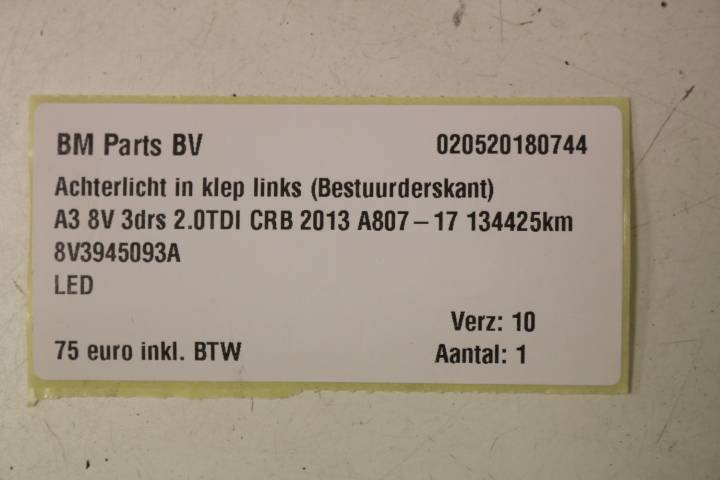 BM Parts BV 020520180744
Achterlicht in klep links (Bestuurderskant)
A3 8V 3drs 2.0TDI CRB 2013 A807-17 134425km
8V3945093A
LED
Verz: 10
75 euro inkl. BTW Aantal: 1